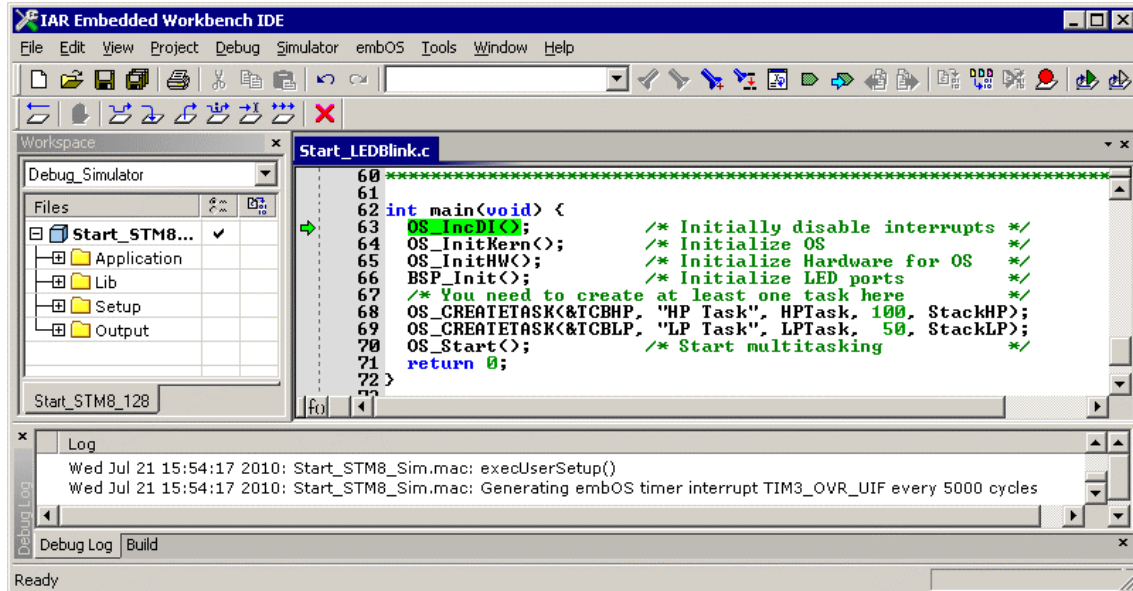 IAR Embedded Workbench IDE
File Edit View Project Debug Simulator embOS Tools Window Help
Workspace
Debug_Simulator
Files
Start_STM8...
Application
Lib
Setup
Output
Start_STM8_128
Start_LEDBlink.c
60 ****************************************************************************
61
62 int main(void) {
63 OS_IncDI(); /* Initially disable interrupts */
64 OS_InitKern(); /* Initialize OS */
65 OS_InitHW(); /* Initialize Hardware for OS */
66 BSP_Init(); /* Initialize LED ports */
67 /* You need to create at least one task here */
68 OS_CREATETASK(&TCBHP, "HP Task", HPTask, 100, StackHP);
69 OS_CREATETASK(&TCBLP, "LP Task", LPTask, 50, StackLP);
70 OS_Start(); /* Start multitasking */
71 return 0;
72 }
Log
Wed Jul 21 15:54:17 2010: Start_STM8_Sim.mac: execUserSetup()
Wed Jul 21 15:54:17 2010: Start_STM8_Sim.mac: Generating embOS timer interrupt TIM3_OVR_UIF every 5000 cycles
Debug Log
Debug Log Build
Ready